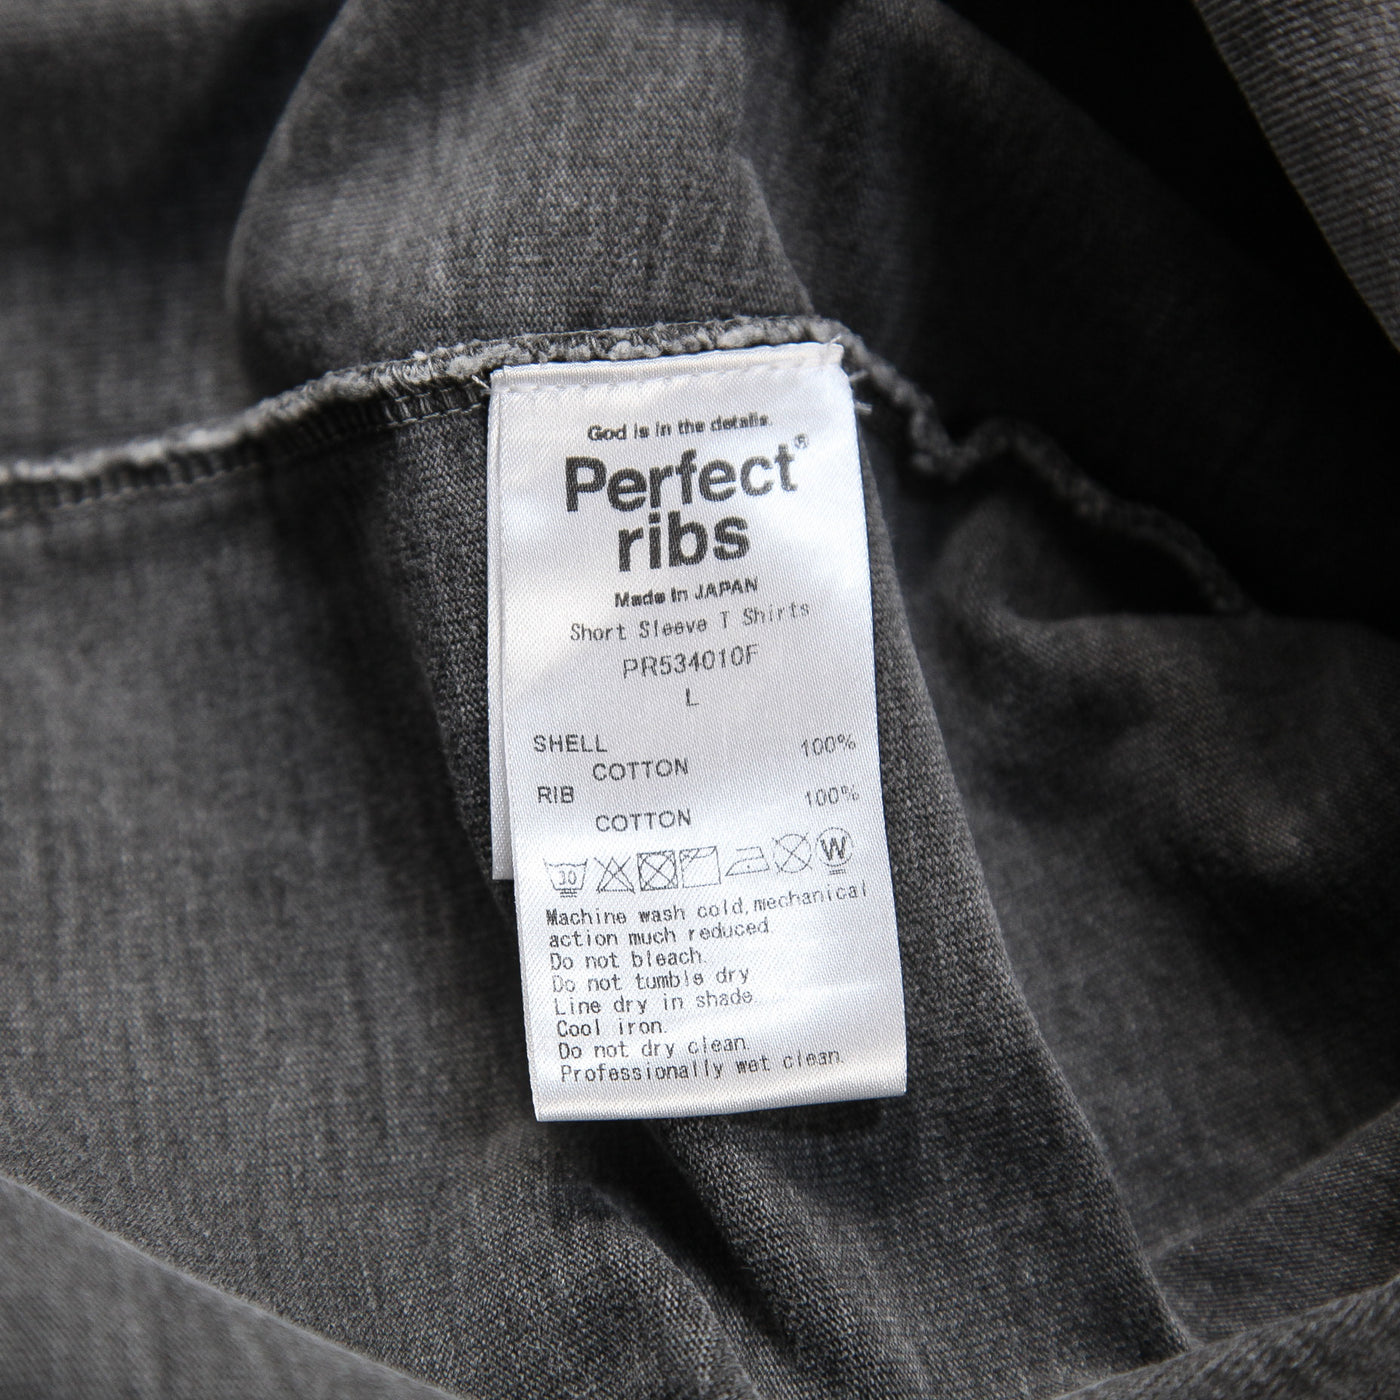 God is in the details.
Perfect®
ribs
Made in JAPAN
Short Sleeve T Shirts
PR534010F
L
SHELL 100%
COTTON
RIB 100%
COTTON
30 W
Machine wash cold,mechanical
action much reduced.
Do not bleach.
Do not tumble dry
Line dry in shade.
Cool iron.
Do not dry clean.
Professionally wet clean.